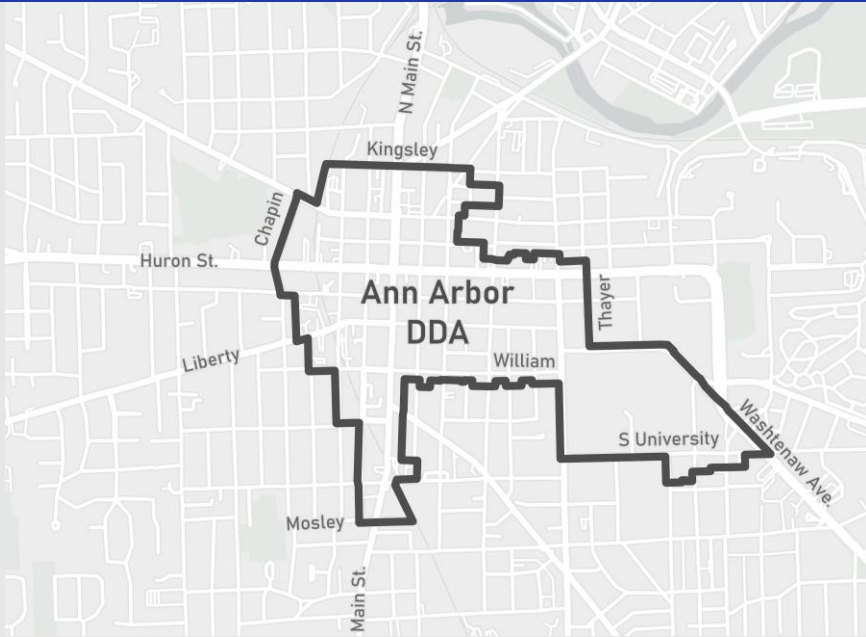 N Main St.
Kingsley
Chapin
Huron St.
Ann Arbor
DDA
Thayer
Liberty
William
S University
Washtenaw Ave.
Mosley
Main St.